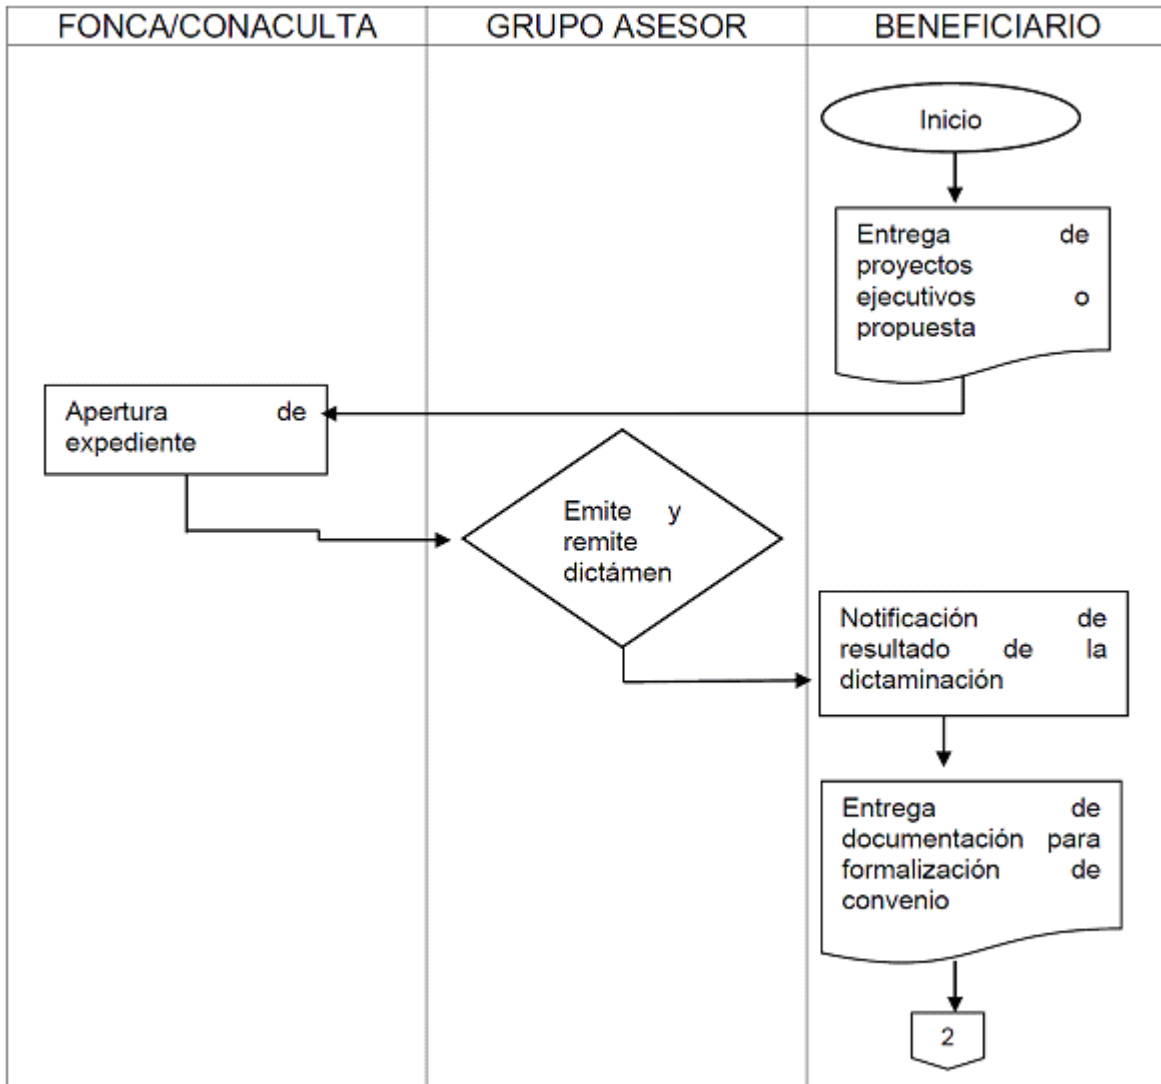 FONCA/CONACULTA
GRUPO ASESOR
BENEFICIARIO
Inicio
Entrega de
proyectos
ejecutivos o
propuesta
Apertura de
expediente
Emite y
remite
dictámen
Notificación de
resultado de la
dictaminación
Entrega de
documentación para
formalización de
convenio
2